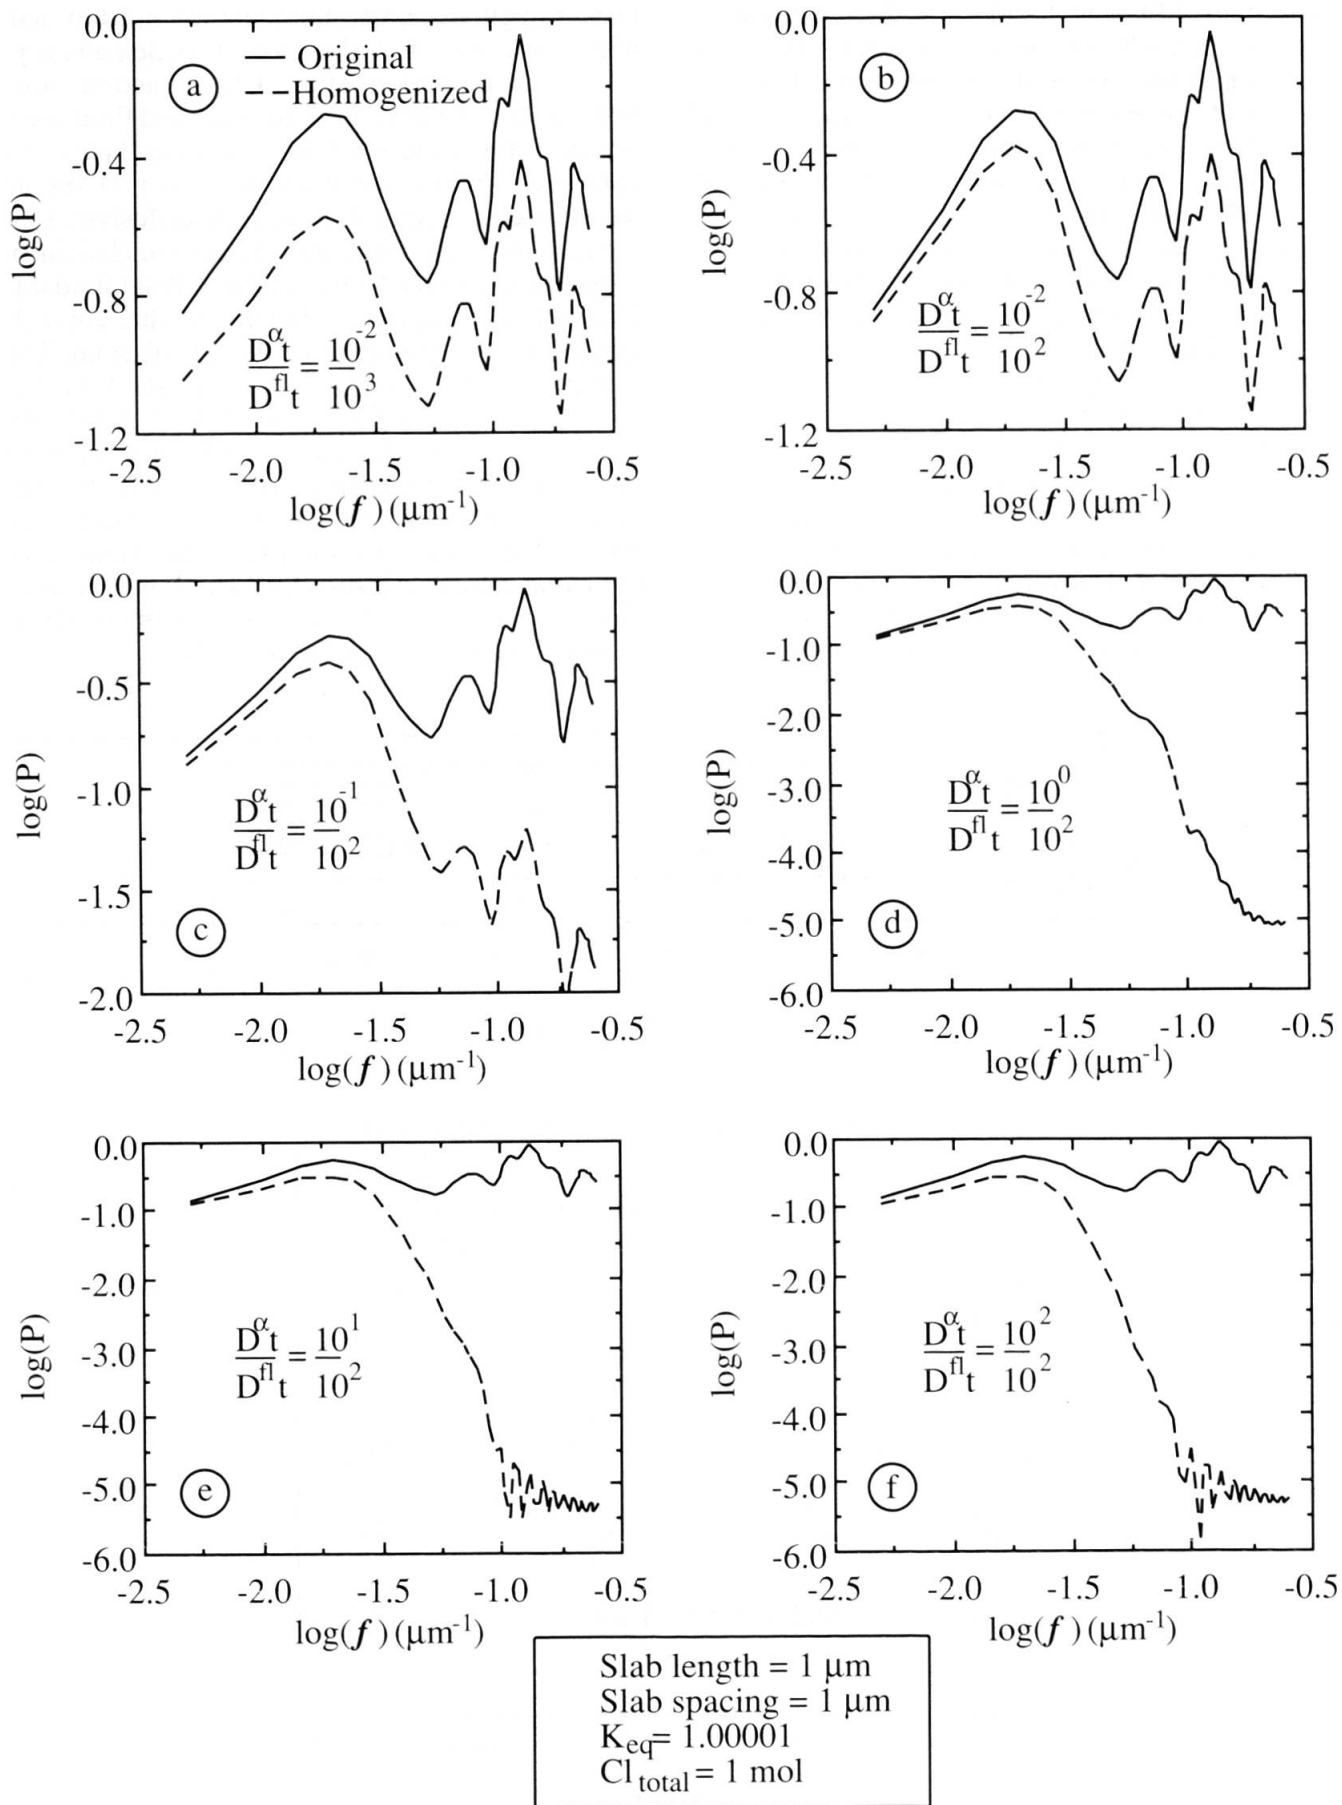 a
— Original
– – Homogenized
log(P)
0.0
-0.4
-0.8
-1.2
D^α t / D^fl t = 10^-2 / 10^3
-2.5 -2.0 -1.5 -1.0 -0.5
log(f) (μm^-1)
b
log(P)
0.0
-0.4
-0.8
-1.2
D^α t / D^fl t = 10^-2 / 10^2
-2.5 -2.0 -1.5 -1.0 -0.5
log(f) (μm^-1)
log(P)
0.0
-0.5
-1.0
-1.5
-2.0
D^α t / D^fl t = 10^-1 / 10^2
c
-2.5 -2.0 -1.5 -1.0 -0.5
log(f) (μm^-1)
log(P)
0.0
-1.0
-2.0
-3.0
-4.0
-5.0
-6.0
D^α t / D^fl t = 10^0 / 10^2
d
-2.5 -2.0 -1.5 -1.0 -0.5
log(f) (μm^-1)
log(P)
0.0
-1.0
-2.0
-3.0
-4.0
-5.0
-6.0
D^α t / D^fl t = 10^1 / 10^2
e
-2.5 -2.0 -1.5 -1.0 -0.5
log(f) (μm^-1)
log(P)
0.0
-1.0
-2.0
-3.0
-4.0
-5.0
-6.0
D^α t / D^fl t = 10^2 / 10^2
f
-2.5 -2.0 -1.5 -1.0 -0.5
log(f) (μm^-1)
Slab length = 1 μm
Slab spacing = 1 μm
K_eq = 1.00001
Cl_total = 1 mol